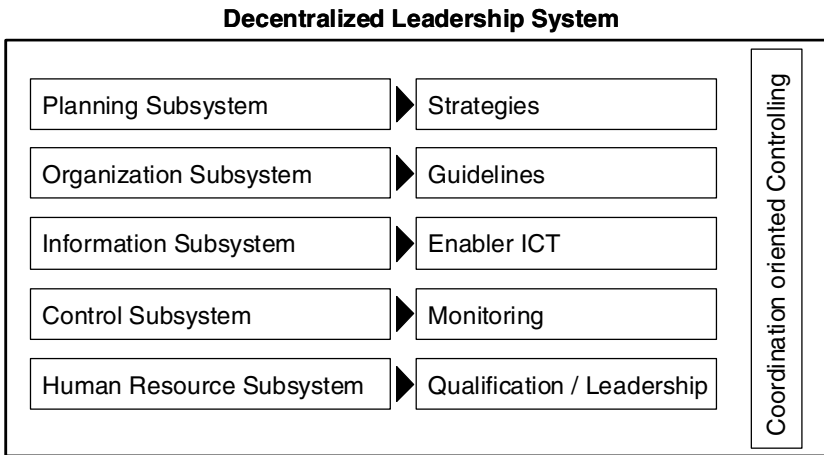 Decentralized Leadership System
Planning Subsystem
Strategies
Organization Subsystem
Guidelines
Information Subsystem
Enabler ICT
Control Subsystem
Monitoring
Human Resource Subsystem
Qualification / Leadership
Coordination oriented Controlling